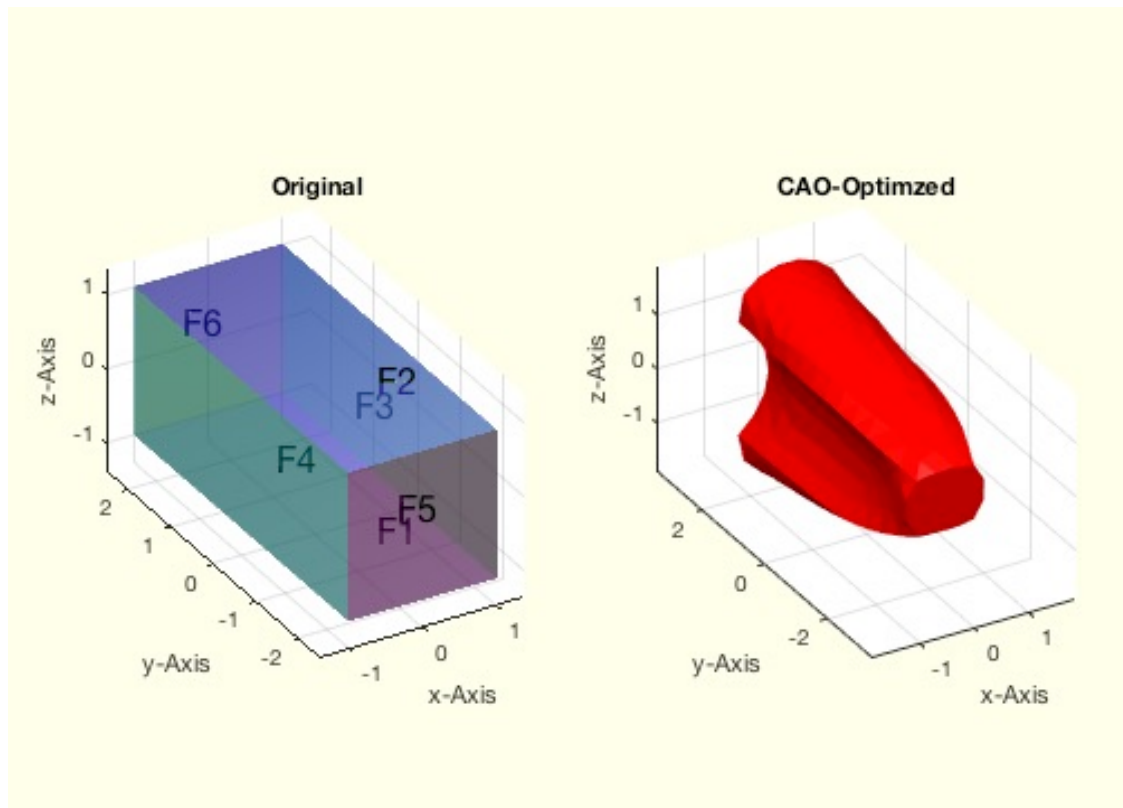 Original
1
0
-1
z-Axis
F6
F2
F3
F4
F5
F1
2
1
0
-1
-2
y-Axis
-1
0
1
x-Axis
CAO-Optimzed
1
0
-1
z-Axis
2
0
-2
y-Axis
-1
0
1
x-Axis